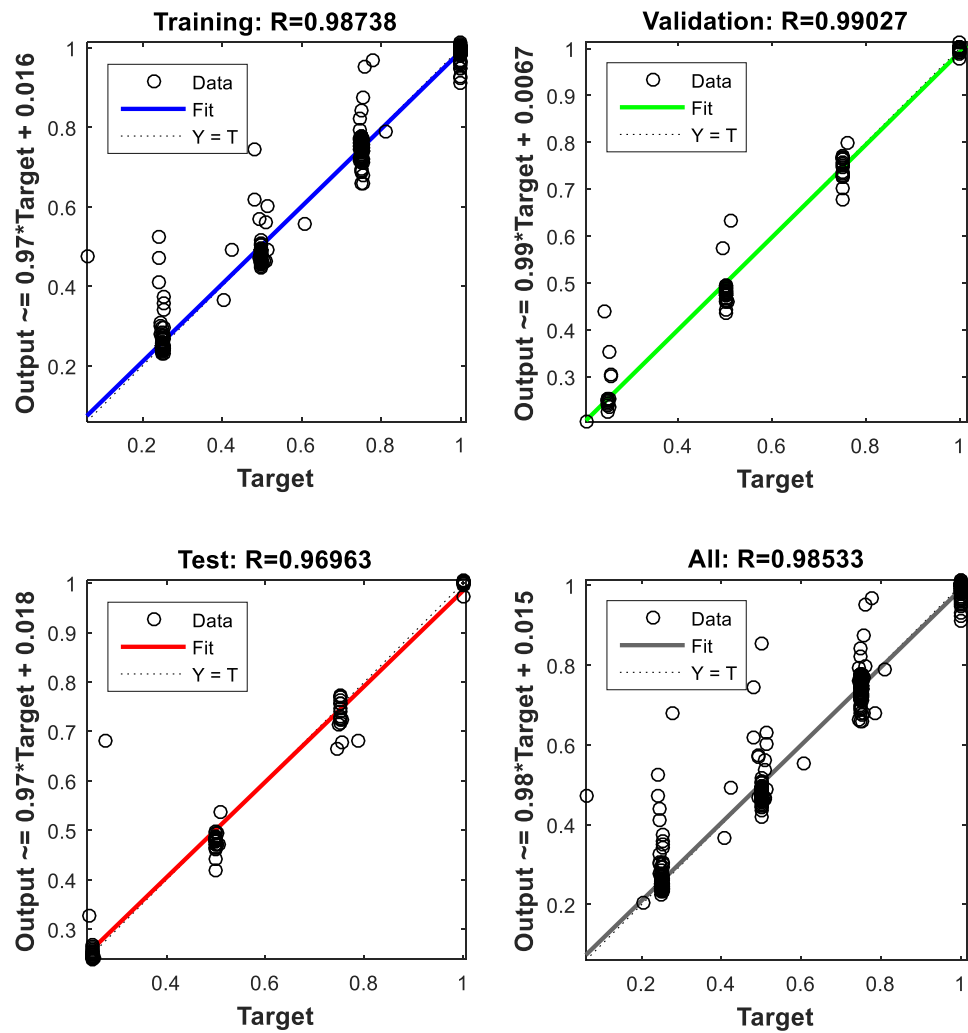 Training: R=0.98738
Output ~= 0.97*Target + 0.016
1
0.8
0.6
0.4
0.2
Data
Fit
Y = T
0.2 0.4 0.6 0.8 1
Target
Validation: R=0.99027
Output ~= 0.99*Target + 0.0067
1
0.9
0.8
0.7
0.6
0.5
0.4
0.3
Data
Fit
Y = T
0.4 0.6 0.8 1
Target
Test: R=0.96963
Output ~= 0.97*Target + 0.018
1
0.9
0.8
0.7
0.6
0.5
0.4
0.3
Data
Fit
Y = T
0.4 0.6 0.8 1
Target
All: R=0.98533
Output ~= 0.98*Target + 0.015
1
0.8
0.6
0.4
0.2
Data
Fit
Y = T
0.2 0.4 0.6 0.8 1
Target